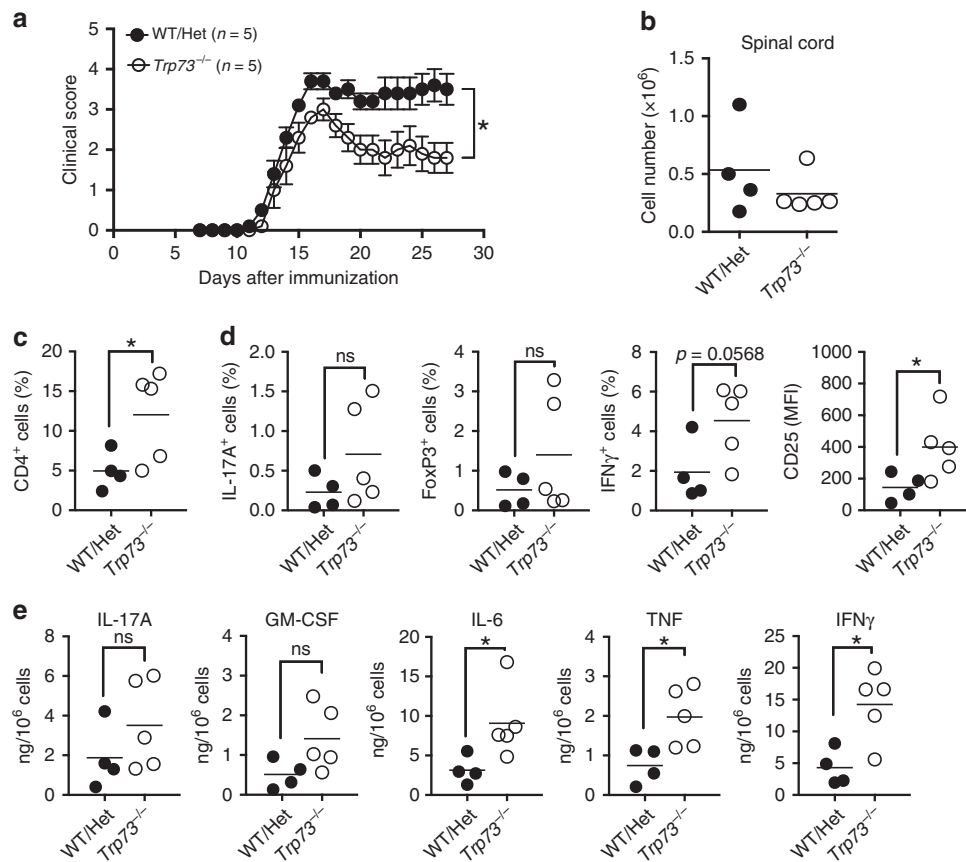 a
WT/Het (n = 5)
Trp73–/– (n = 5)
5
4
3
2
1
0
Clinical score
*
0 5 10 15 20 25 30
Days after immunization
b
Spinal cord
1.5
1.0
0.5
0.0
Cell number (×10⁶)
WT/Het
Trp73–/–
c
20
15
10
5
0
CD4⁺ cells (%)
*
WT/Het
Trp73–/–
d
2.0
1.5
1.0
0.5
0.0
IL-17A⁺ cells (%)
ns
WT/Het
Trp73–/–
4
3
2
1
0
FoxP3⁺ cells (%)
ns
WT/Het
Trp73–/–
8
6
4
2
0
IFNγ⁺ cells (%)
p = 0.0568
WT/Het
Trp73–/–
1000
800
600
400
200
0
CD25 (MFI)
*
WT/Het
Trp73–/–
e
IL-17A
ns
8
6
4
2
0
ng/10⁶ cells
WT/Het
Trp73–/–
GM-CSF
ns
4
3
2
1
0
ng/10⁶ cells
WT/Het
Trp73–/–
IL-6
*
20
15
10
5
0
ng/10⁶ cells
WT/Het
Trp73–/–
TNF
*
4
3
2
1
0
ng/10⁶ cells
WT/Het
Trp73–/–
IFNγ
*
25
20
15
10
5
0
ng/10⁶ cells
WT/Het
Trp73–/–